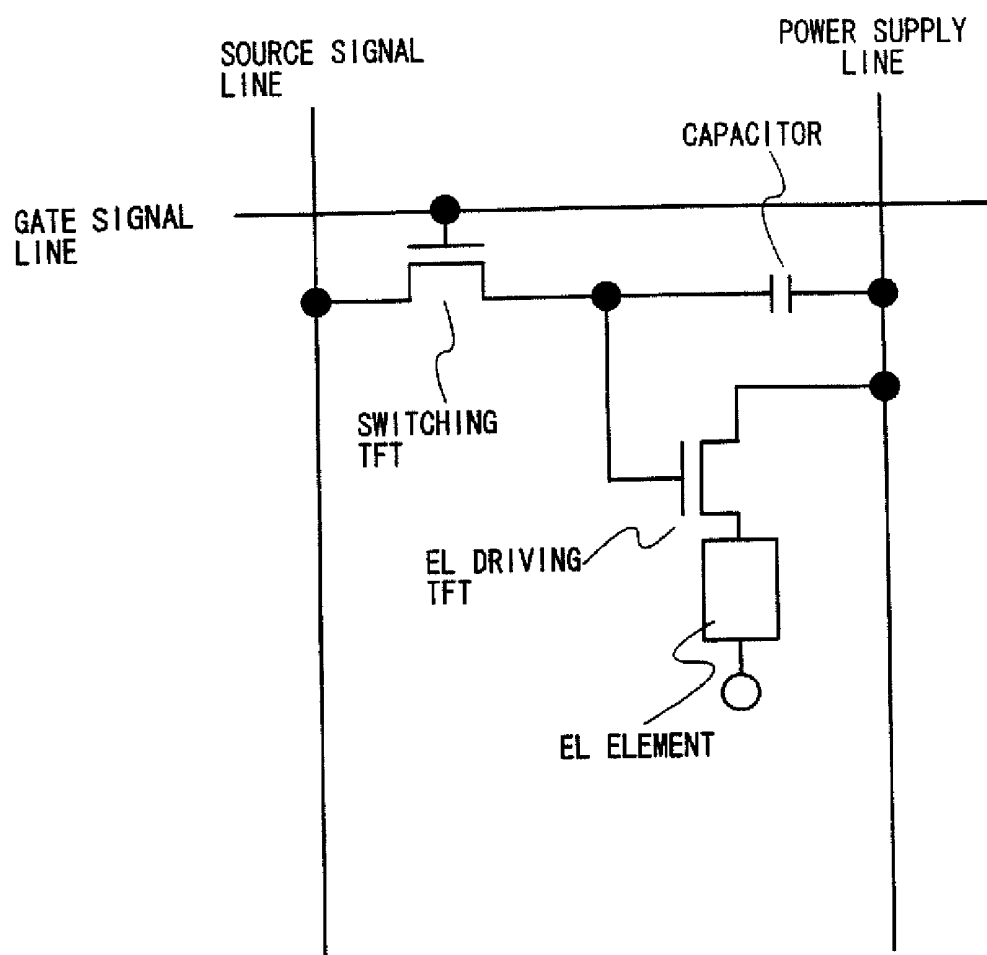 SOURCE SIGNAL
LINE
POWER SUPPLY
LINE
CAPACITOR
GATE SIGNAL
LINE
SWITCHING
TFT
EL DRIVING
TFT
EL ELEMENT